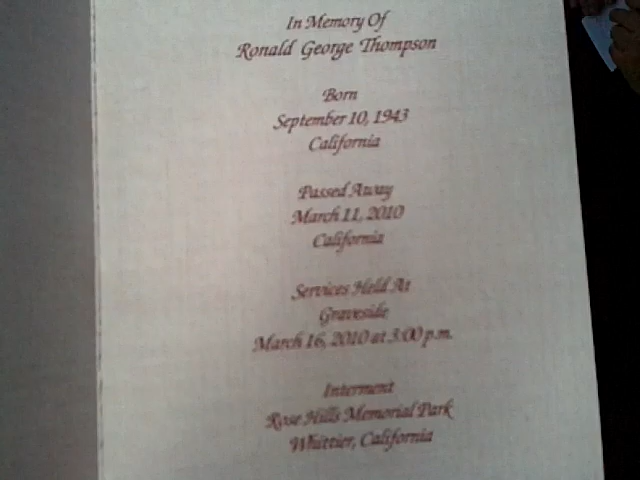 In Memory Of
Ronald George Thompson
Born
September 10, 1943
California
Passed Away
March 11, 2010
California
Services Held At
Graveside
March 16, 2010 at 3:00 p.m.
Interment
Rose Hills Memorial Park
Whittier, California